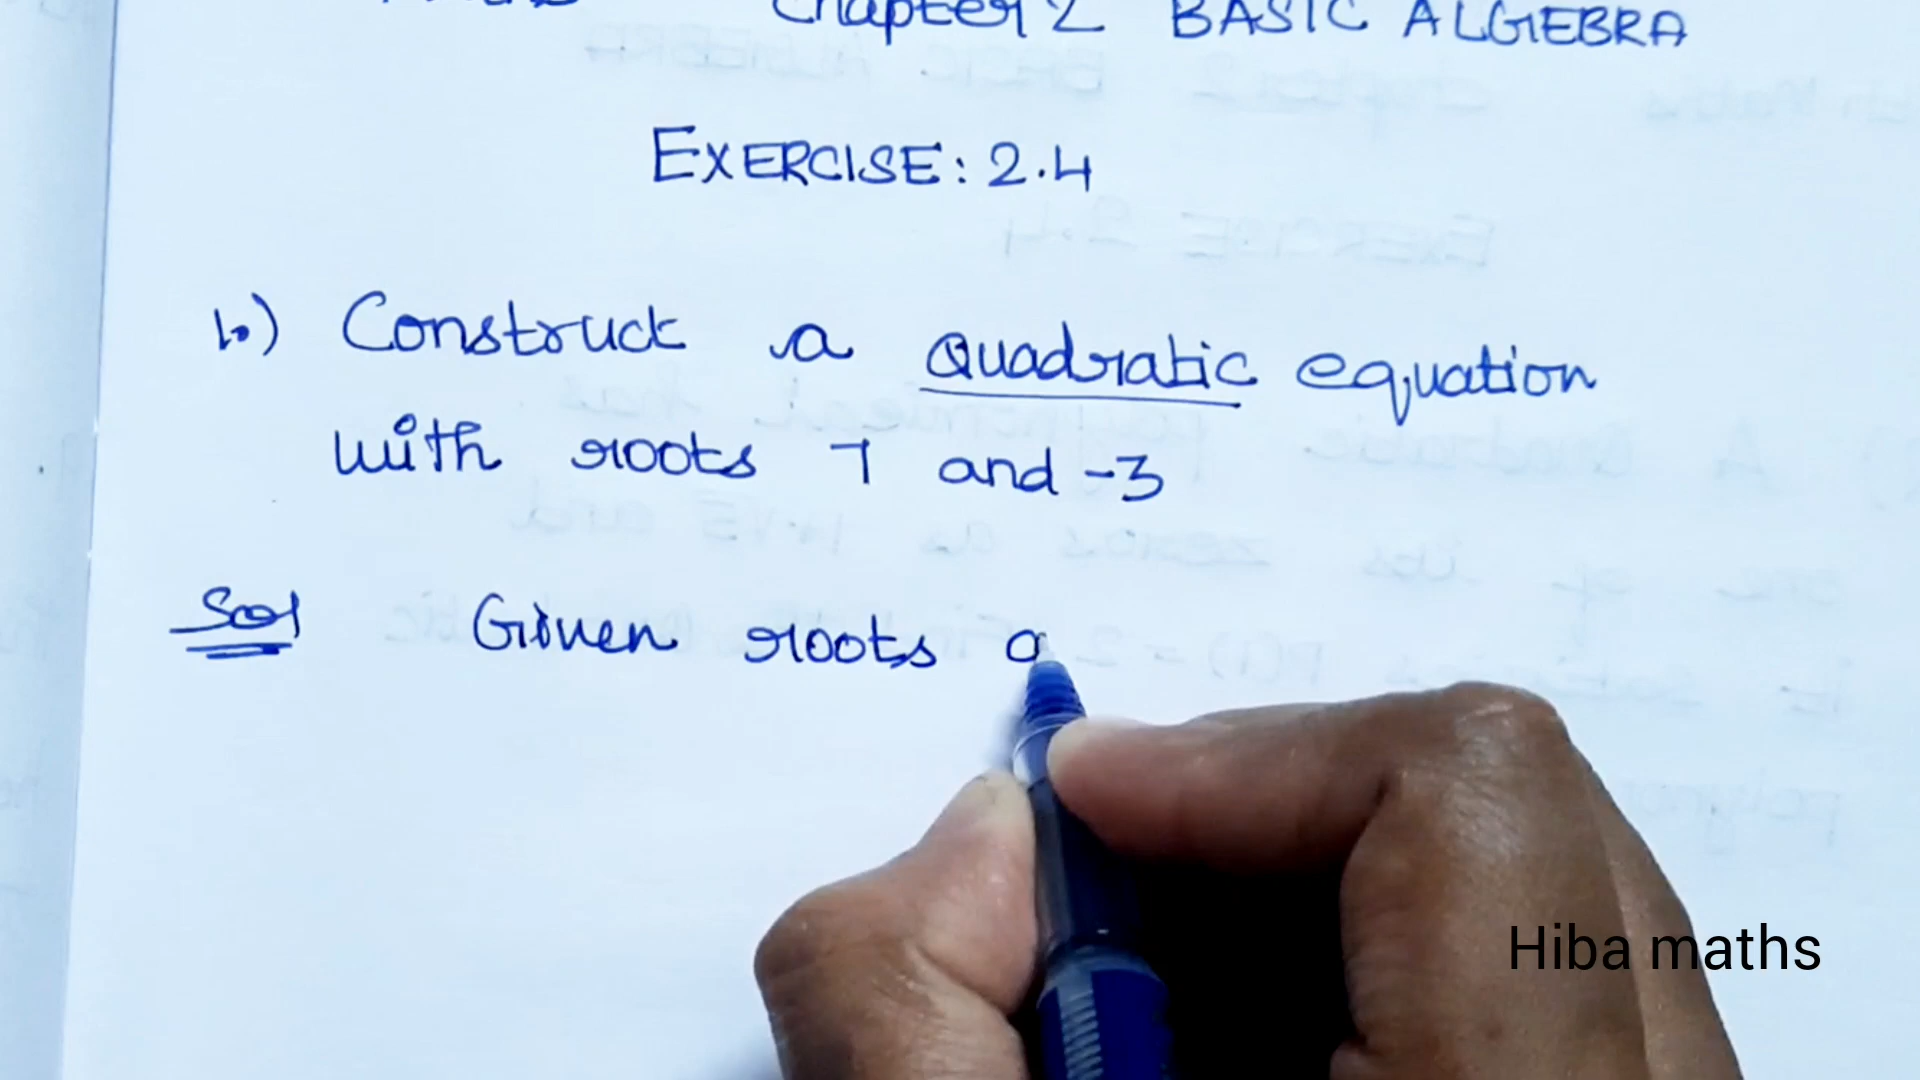 Chapter 2 BASIC ALGEBRA
EXERCISE: 2.4
1.) Construct a Quadratic equation
with roots 7 and -3
Sol Given roots a
Hiba maths